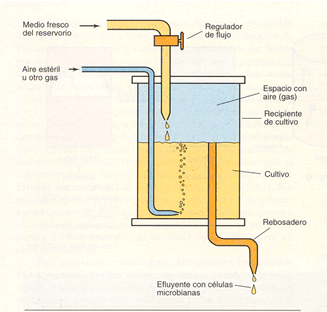 Medio fresco
del reservorio
Regulador
de flujo
Aire estéril
u otro gas
Espacio con
aire (gas)
Recipiente
de cultivo
Cultivo
Rebosadero
Efluyente con células
microbianas